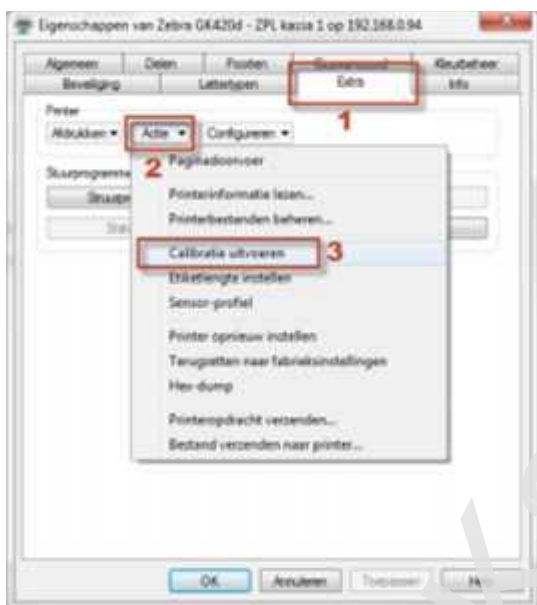 Eigenschappen van Zebra GK420d - ZPL kassa 1 op 192.168.0.94
Algemeen Delen Poorten Geavanceerd Kleurbeheer
Beveiliging Lettertypen Extra Info
1
Printer
Afdrukken Actie Configureren
2
Paginadoorvoer
Stuurprogramma
Printerinformatie lezen...
Printerbestanden beheren...
Calibratie uitvoeren
3
Etiketlengte instellen
Sensor-profiel
Printer opnieuw instellen
Terugzetten naar fabrieksinstellingen
Hex-dump
Printeropdracht verzenden...
Bestand verzenden naar printer...
OK Annuleren Toepassen Help